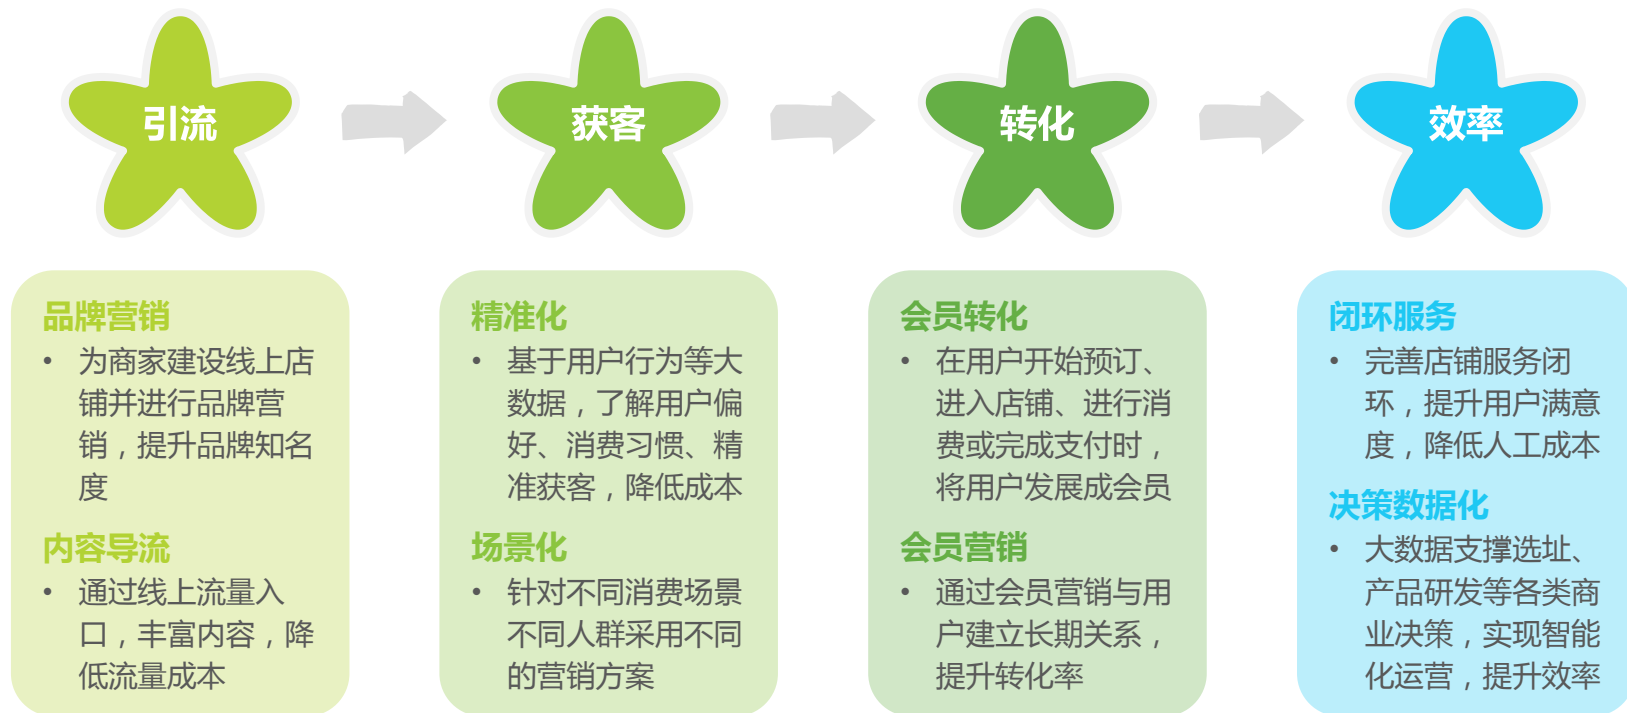 引流
获客
转化
效率
品牌营销
• 为商家建设线上店
铺并进行品牌营
销，提升品牌知名
度
内容导流
• 通过线上流量入
口，丰富内容，降
低流量成本
精准化
• 基于用户行为等大
数据，了解用户偏
好、消费习惯、精
准获客，降低成本
场景化
• 针对不同消费场景
不同人群采用不同
的营销方案
会员转化
• 在用户开始预订、
进入店铺、进行消
费或完成支付时，
将用户发展成会员
会员营销
• 通过会员营销与用
户建立长期关系，
提升转化率
闭环服务
• 完善店铺服务闭
环，提升用户满意
度，降低人工成本
决策数据化
• 大数据支撑选址、
产品研发等各类商
业决策，实现智能
化运营，提升效率